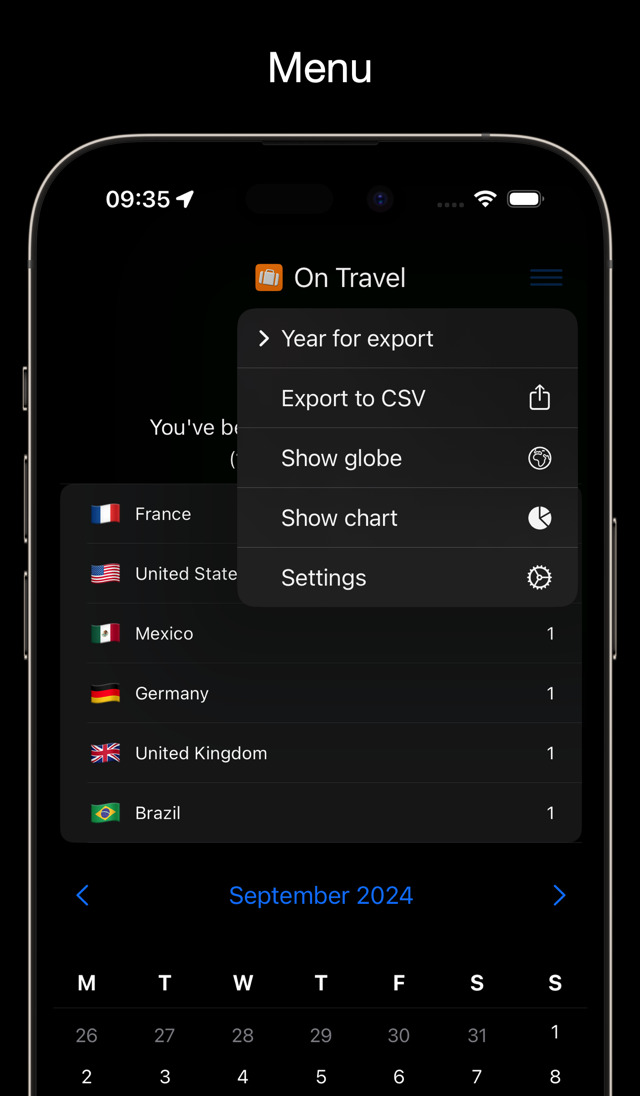 Menu
09:35
On Travel
Year for export
Export to CSV
You've be
Show globe
France
Show chart
United State
Settings
Mexico 1
Germany 1
United Kingdom 1
Brazil 1
September 2024
M T W T F S S
26 27 28 29 30 31 1
2 3 4 5 6 7 8